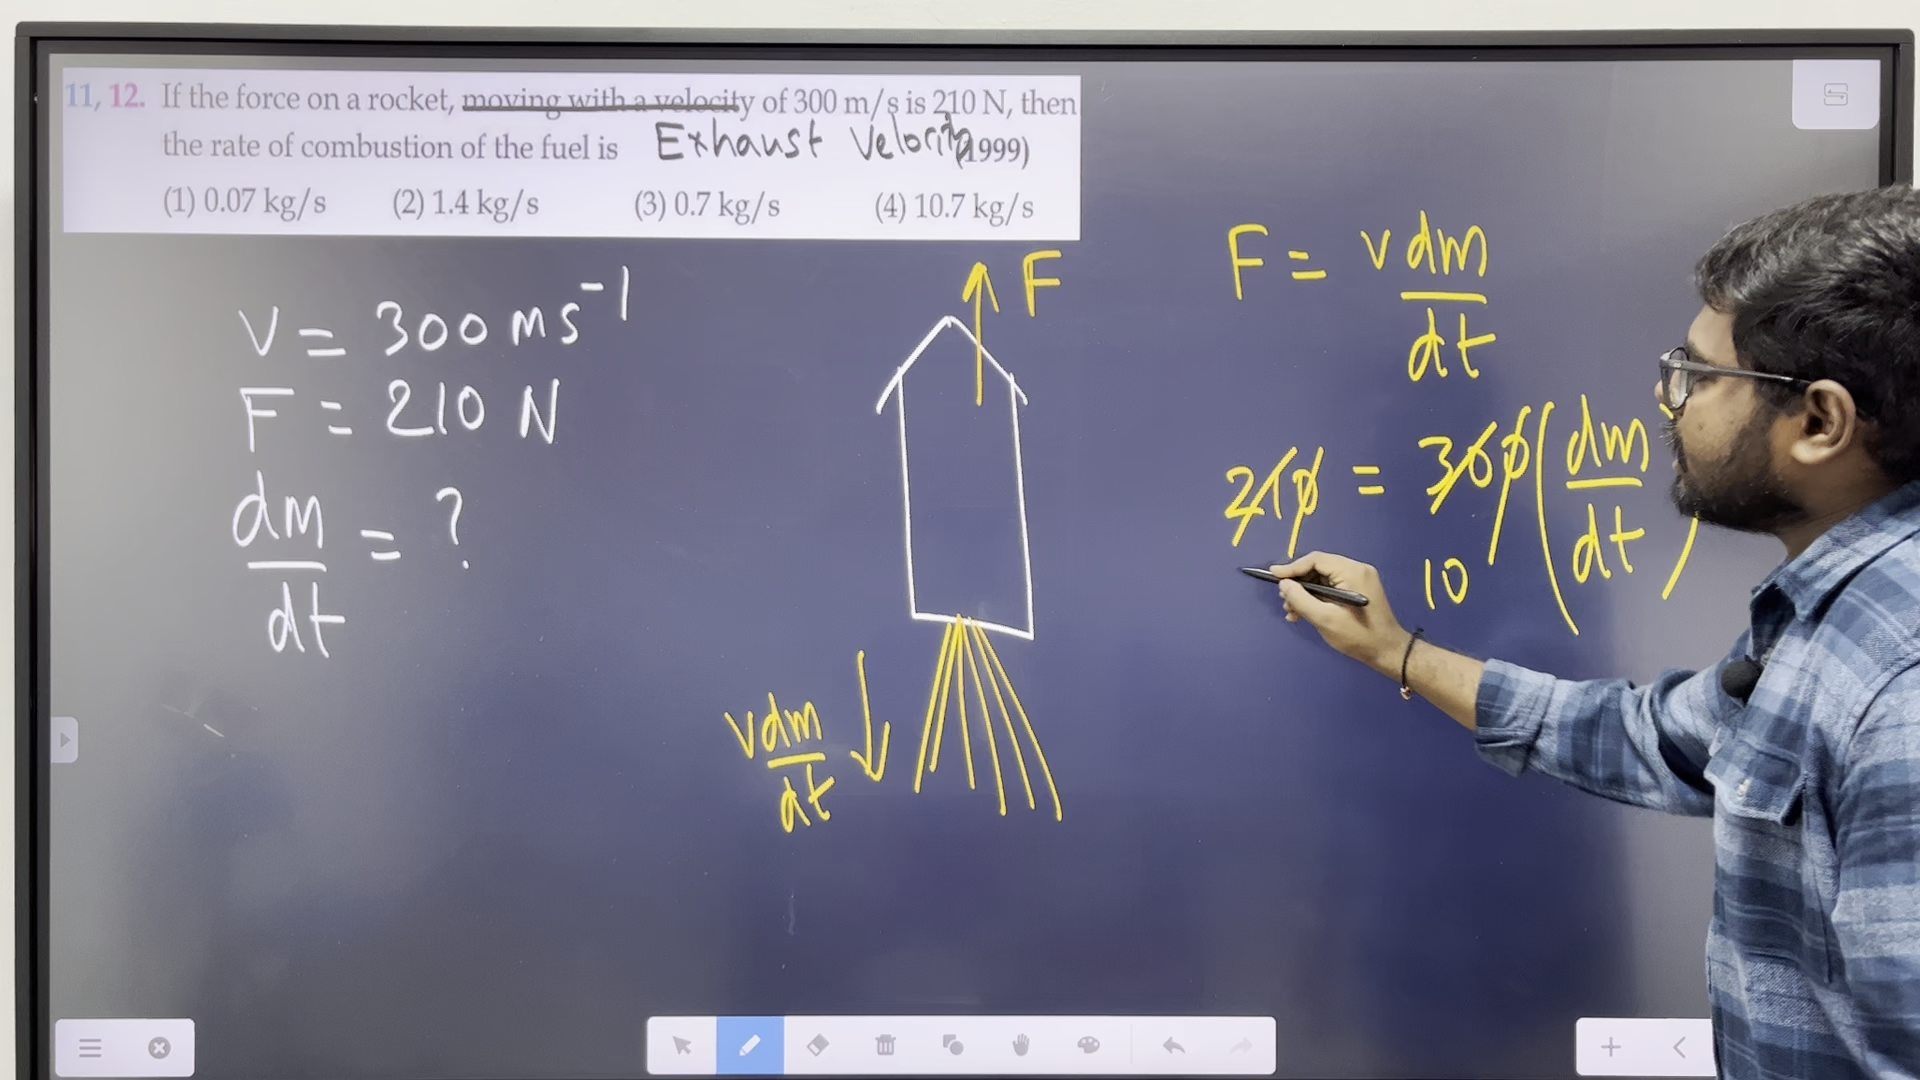 11, 12. If the force on a rocket, moving with a velocity of 300 m/s is 210 N, then
the rate of combustion of the fuel is Exhaust Velocity (1999)
(1) 0.07 kg/s (2) 1.4 kg/s (3) 0.7 kg/s (4) 10.7 kg/s
V = 300 ms⁻¹
F = 210 N
dm/dt = ?
F
vdm/dt
F = vdm/dt
210 = 300(dm/dt)
10